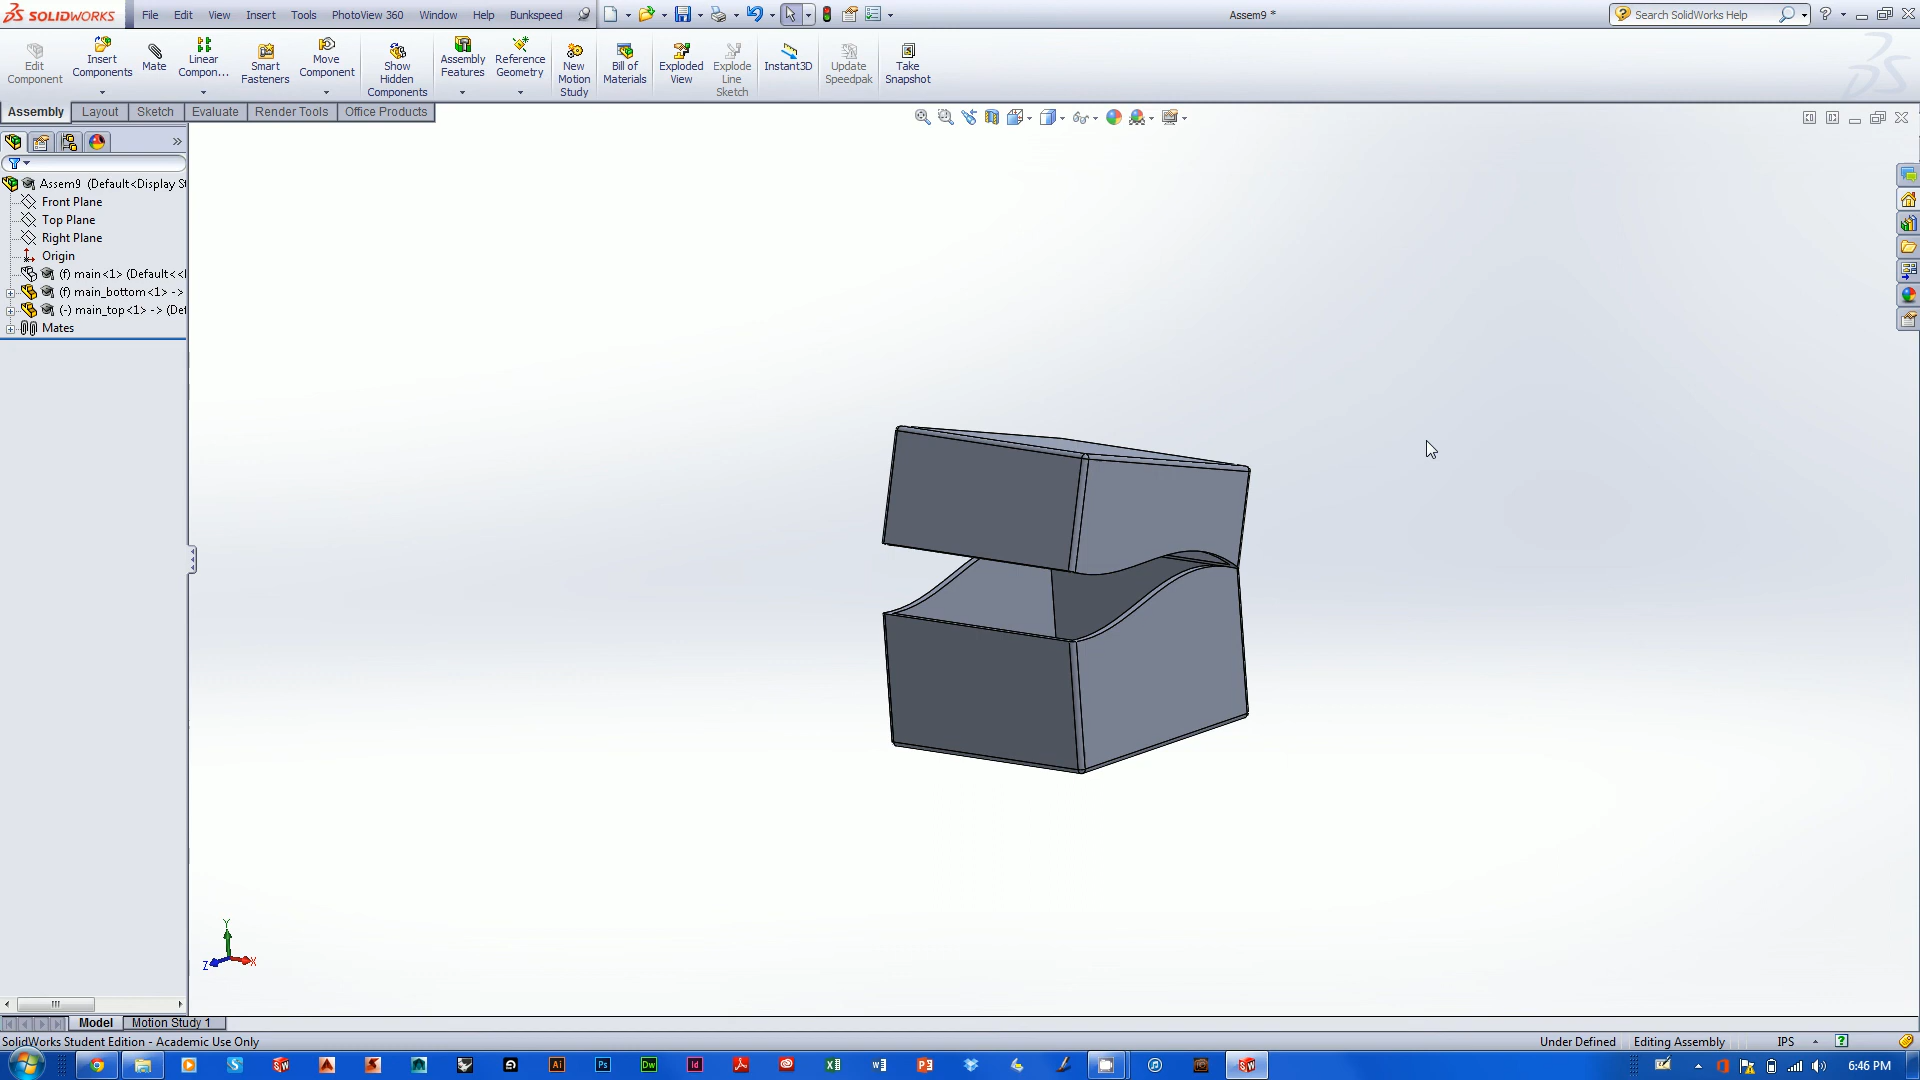 SOLIDWORKS File Edit View Insert Tools PhotoView 360 Window Help Bunkspeed Assem9 * Search SolidWorks Help
Edit Component
Insert Components
Mate
Linear Compon...
Smart Fasteners
Move Component
Show Hidden Components
Assembly Features
Reference Geometry
New Motion Study
Bill of Materials
Exploded View
Explode Line Sketch
Instant3D
Update Speedpak
Take Snapshot
Assembly Layout Sketch Evaluate Render Tools Office Products
Assem9 (Default<Display St
Front Plane
Top Plane
Right Plane
Origin
(f) main<1> (Default<<
(f) main_bottom<1> ->
(-) main_top<1> -> (Def
Mates
Y
Z X
Model Motion Study 1
SolidWorks Student Edition - Academic Use Only Under Defined Editing Assembly IPS
6:46 PM